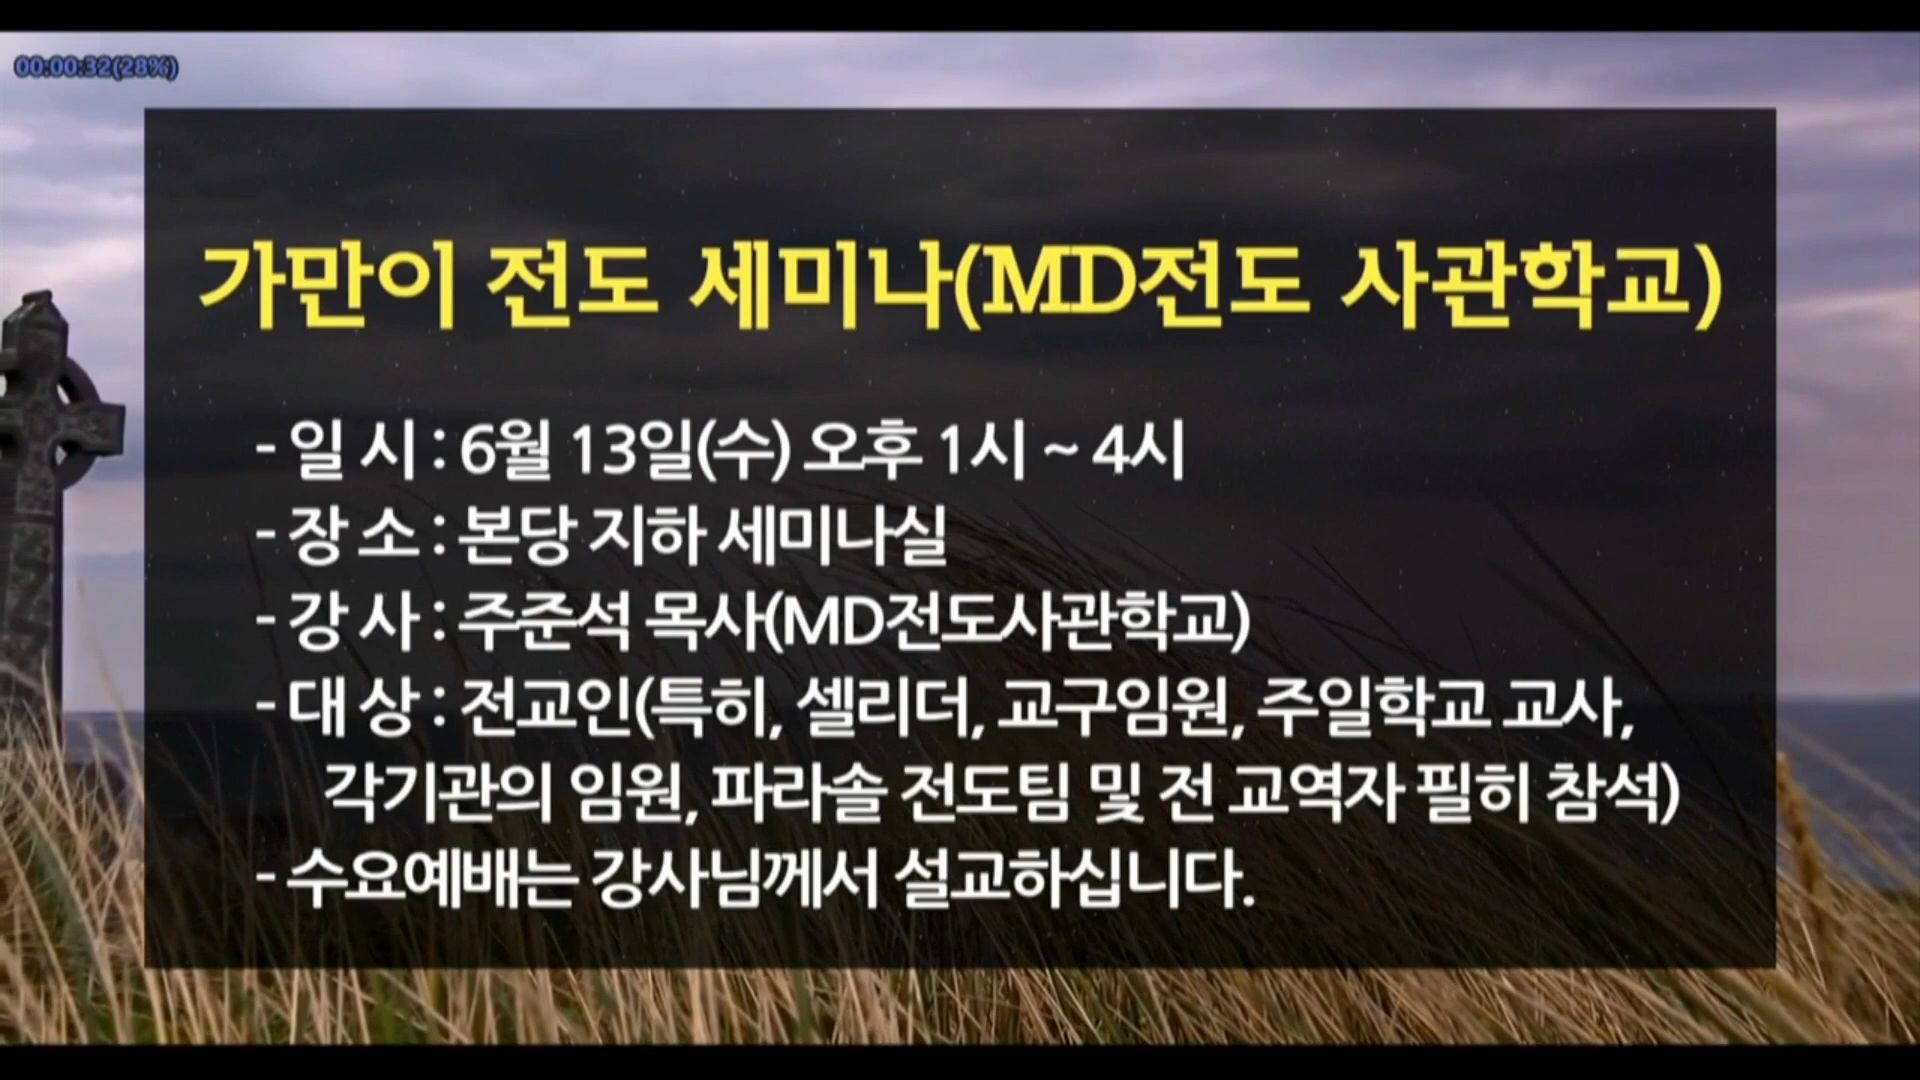 00:00:32(28%)
가만이 전도 세미나(MD전도 사관학교)
- 일 시 : 6월 13일(수) 오후 1시 ~ 4시
- 장 소 : 본당 지하 세미나실
- 강 사 : 주준석 목사(MD전도사관학교)
- 대 상 : 전교인(특히, 셀리더, 교구임원, 주일학교 교사,
각기관의 임원, 파라솔 전도팀 및 전 교역자 필히 참석)
- 수요예배는 강사님께서 설교하십니다.